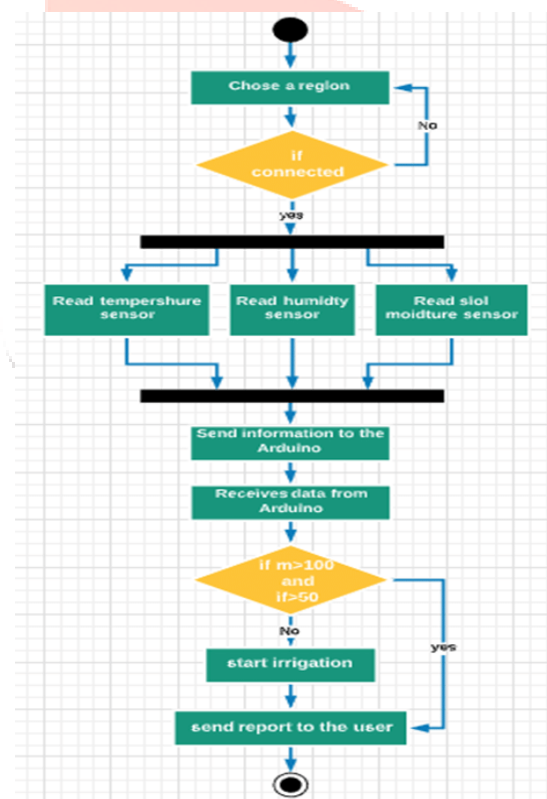 Chose a region
if
connected
No
yes
Read tempershure
sensor
Read humidty
sensor
Read siol
moidture sensor
Send information to the
Arduino
Receives data from
Arduino
if m>100
and
if>50
No
yes
start irrigation
send report to the user